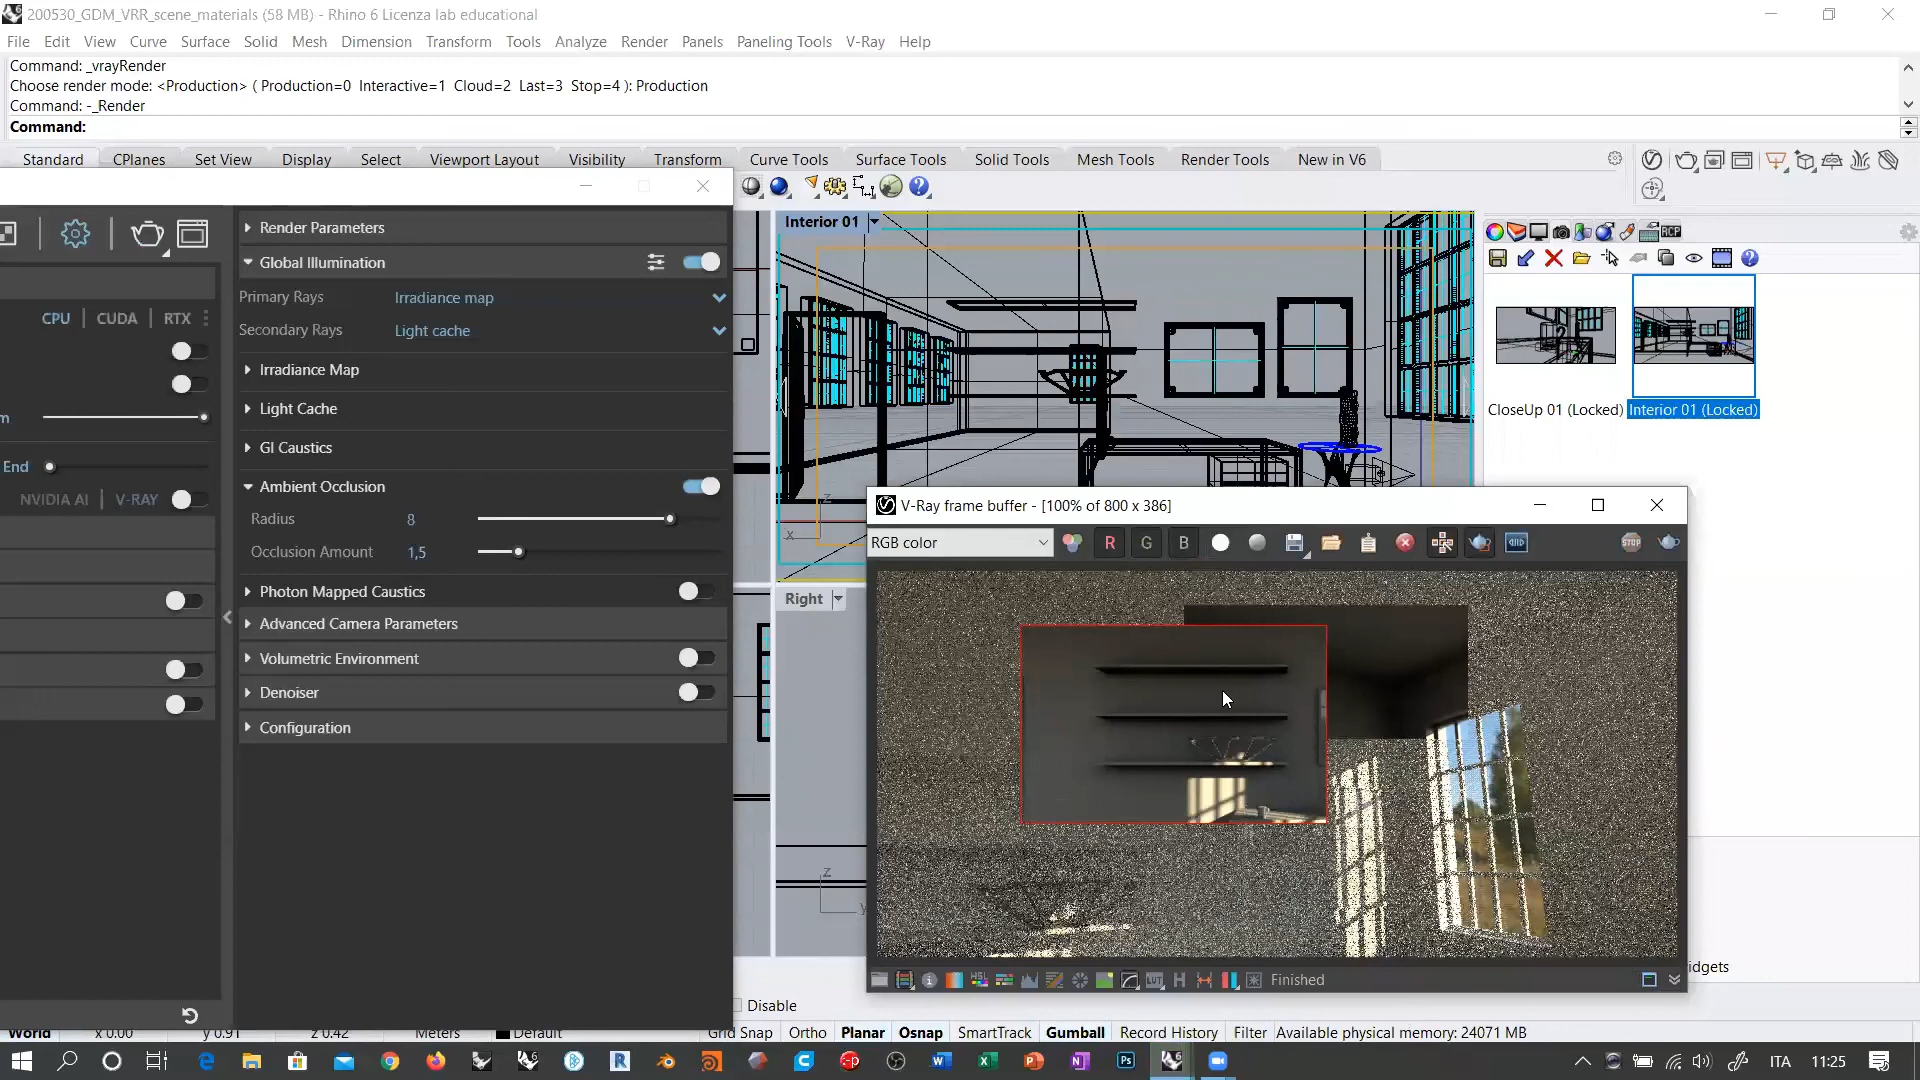 200530_GDM_VRR_scene_materials (58 MB) - Rhino 6 Licenza lab educational
File Edit View Curve Surface Solid Mesh Dimension Transform Tools Analyze Render Panels Paneling Tools V-Ray Help
Command: _vrayRender
Choose render mode: <Production> ( Production=0 Interactive=1 Cloud=2 Last=3 Stop=4 ): Production
Command: -_Render
Command:
Standard CPlanes Set View Display Select Viewport Layout Visibility Transform Curve Tools Surface Tools Solid Tools Mesh Tools Render Tools New in V6
Render Parameters
Global Illumination
Primary Rays Irradiance map
Secondary Rays Light cache
CPU | CUDA | RTX
Irradiance Map
Light Cache
GI Caustics
End
NVIDIA AI | V-RAY
Ambient Occlusion
Radius 8
Occlusion Amount 1,5
Photon Mapped Caustics
Advanced Camera Parameters
Volumetric Environment
Denoiser
Configuration
Interior 01
z
x
Right
z
y
RCP
CloseUp 01 (Locked) Interior 01 (Locked)
V-Ray frame buffer - [100% of 800 x 386]
RGB color
R G B
STOP
HSL
LUT
H
Finished
idgets
Disable
World x 0.00 y 0.91 z 0.42 Meters Default Grid Snap Ortho Planar Osnap SmartTrack Gumball Record History Filter Available physical memory: 24071 MB
ITA 11:25